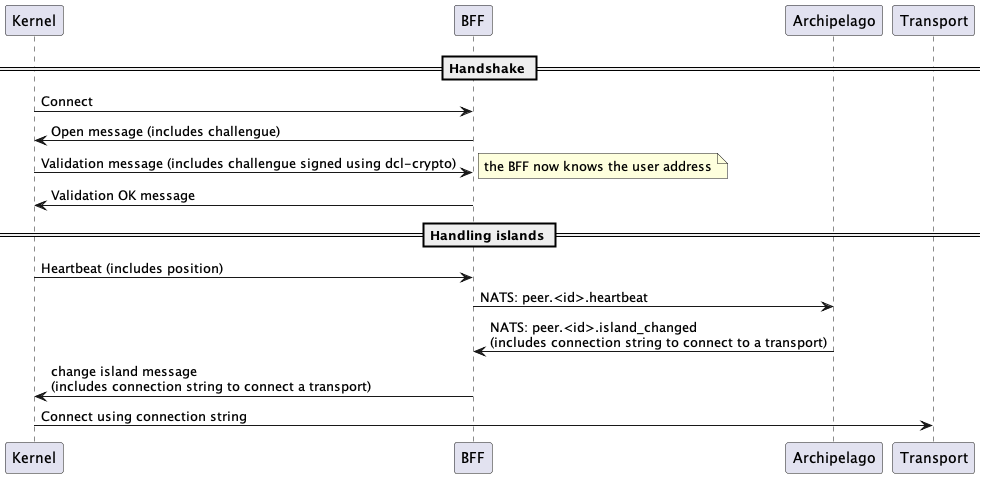 Kernel BFF Archipelago Transport
Handshake
Connect
Open message (includes challengue)
Validation message (includes challengue signed using dcl-crypto)
the BFF now knows the user address
Validation OK message
Handling islands
Heartbeat (includes position)
NATS: peer.<id>.heartbeat
NATS: peer.<id>.island_changed
(includes connection string to connect to a transport)
change island message
(includes connection string to connect a transport)
Connect using connection string
Kernel BFF Archipelago Transport